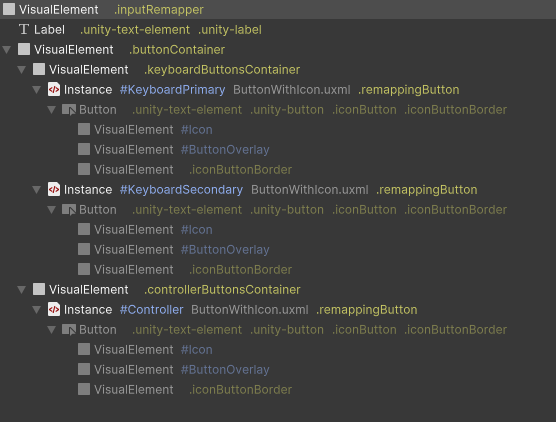 VisualElement .inputRemapper
Label .unity-text-element .unity-label
VisualElement .buttonContainer
VisualElement .keyboardButtonsContainer
Instance #KeyboardPrimary ButtonWithIcon.uxml .remappingButton
Button .unity-text-element .unity-button .iconButton .iconButtonBorder
VisualElement #Icon
VisualElement #ButtonOverlay
VisualElement .iconButtonBorder
Instance #KeyboardSecondary ButtonWithIcon.uxml .remappingButton
Button .unity-text-element .unity-button .iconButton .iconButtonBorder
VisualElement #Icon
VisualElement #ButtonOverlay
VisualElement .iconButtonBorder
VisualElement .controllerButtonsContainer
Instance #Controller ButtonWithIcon.uxml .remappingButton
Button .unity-text-element .unity-button .iconButton .iconButtonBorder
VisualElement #Icon
VisualElement #ButtonOverlay
VisualElement .iconButtonBorder